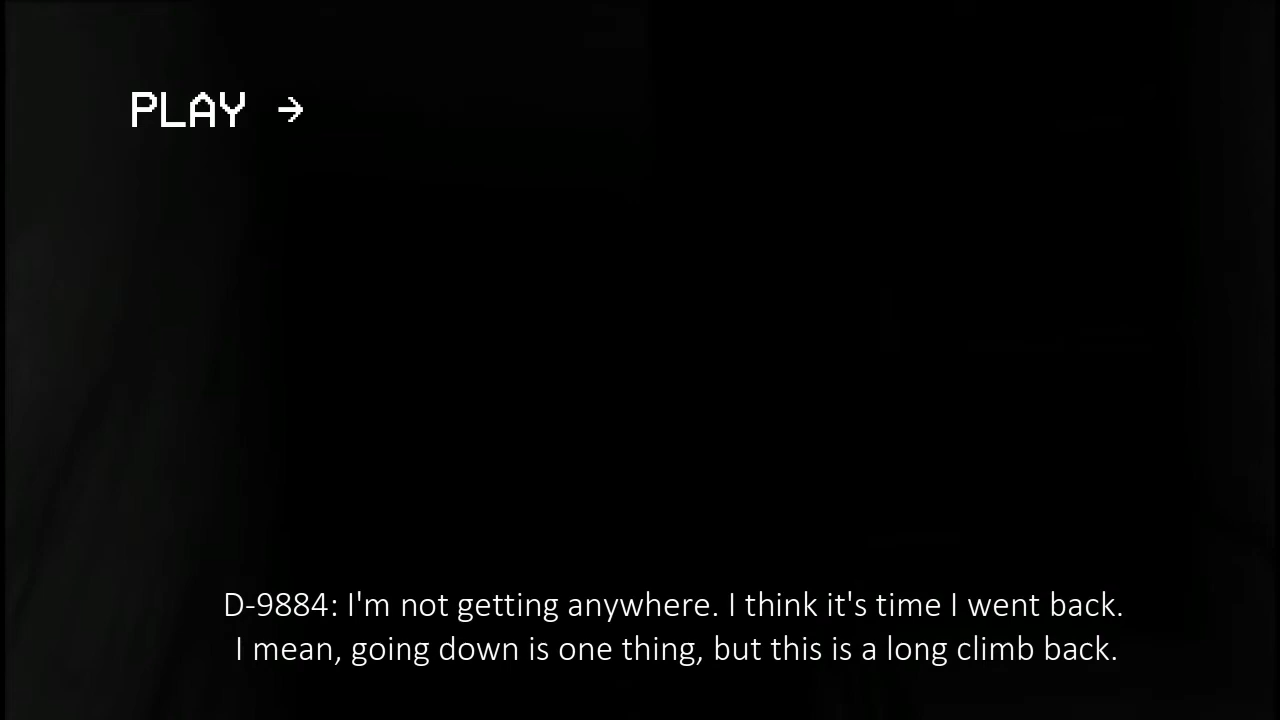 PLAY →
D-9884: I'm not getting anywhere. I think it's time I went back.
I mean, going down is one thing, but this is a long climb back.